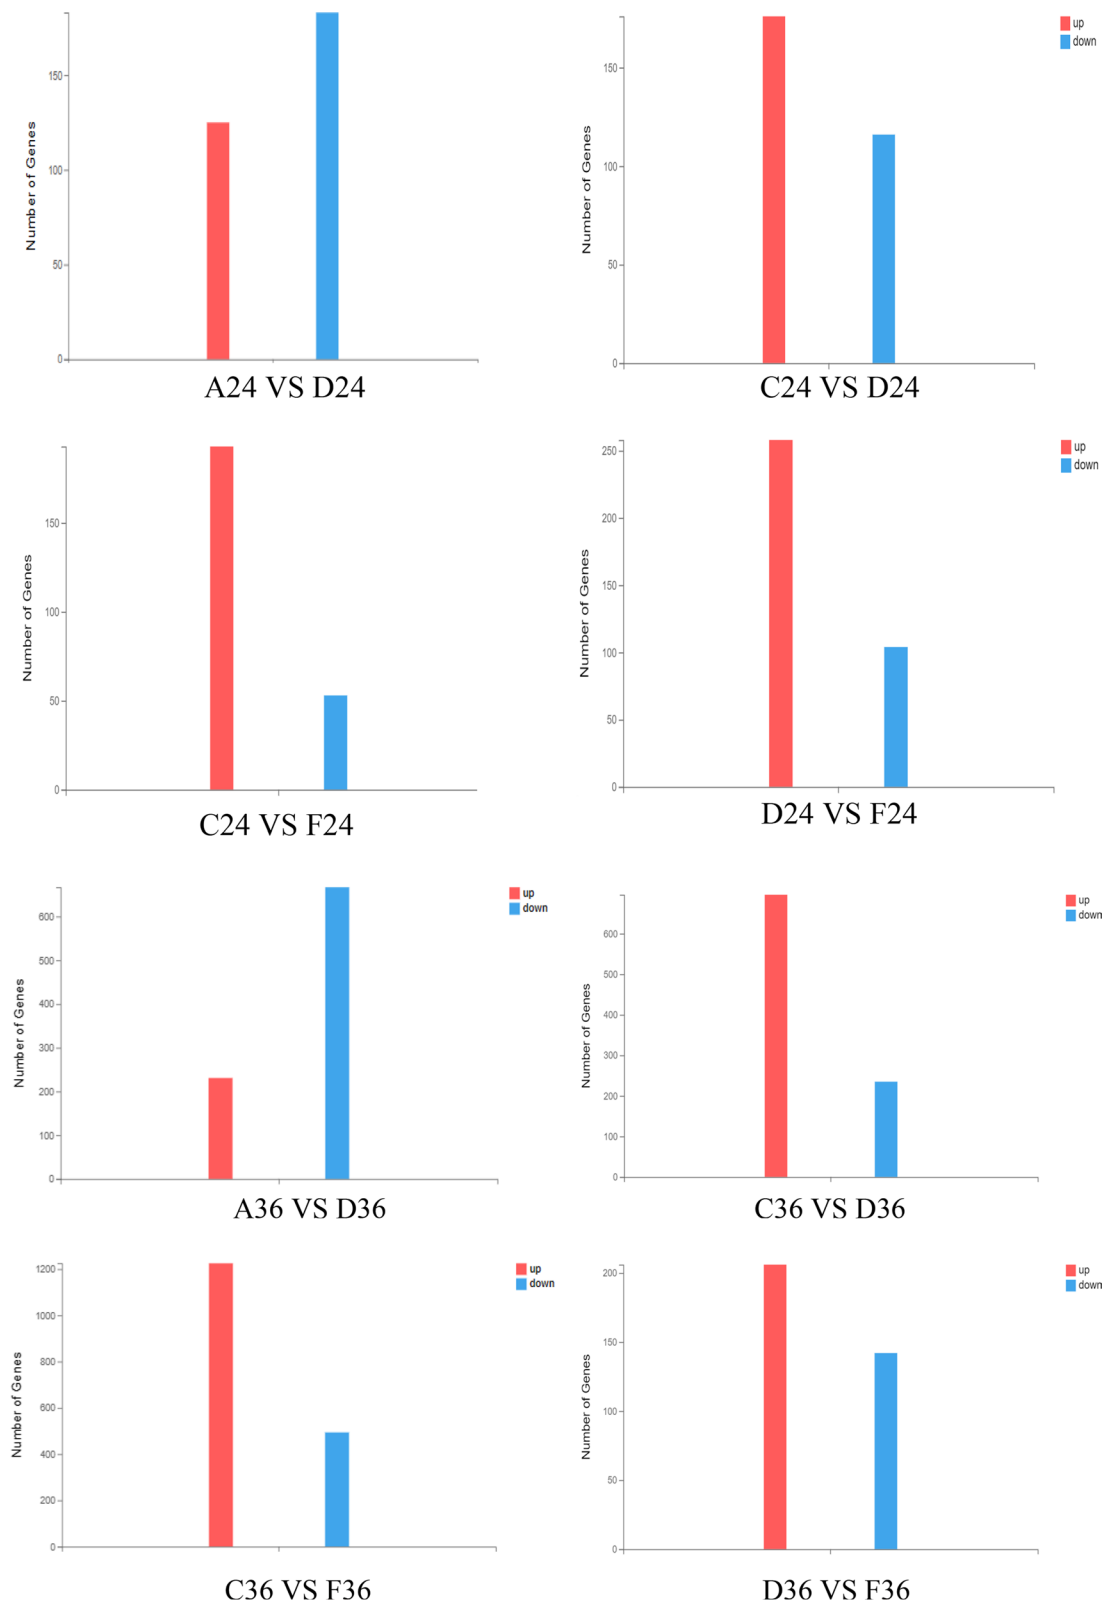 Number of Genes
150
100
50
0
A24 VS D24
up
down
Number of Genes
150
100
50
0
C24 VS D24
Number of Genes
150
100
50
0
C24 VS F24
up
down
Number of Genes
250
200
150
100
50
0
D24 VS F24
up
down
Number of Genes
600
500
400
300
200
100
0
A36 VS D36
up
down
Number of Genes
600
500
400
300
200
100
0
C36 VS D36
up
down
Number of Genes
1200
1000
800
600
400
200
0
C36 VS F36
up
down
Number of Genes
200
150
100
50
0
D36 VS F36